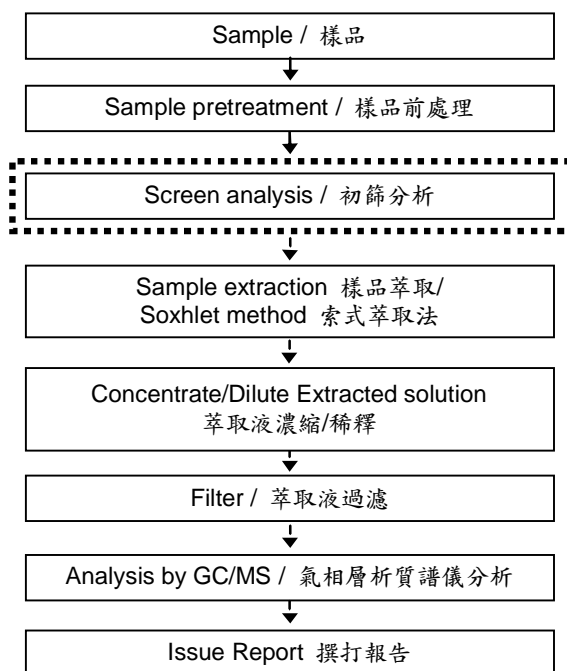 Sample / 樣品
Sample pretreatment / 樣品前處理
Screen analysis / 初篩分析
Sample extraction 樣品萃取/
Soxhlet method 索式萃取法
Concentrate/Dilute Extracted solution
萃取液濃縮/稀釋
Filter / 萃取液過濾
Analysis by GC/MS / 氣相層析質譜儀分析
Issue Report 撰打報告